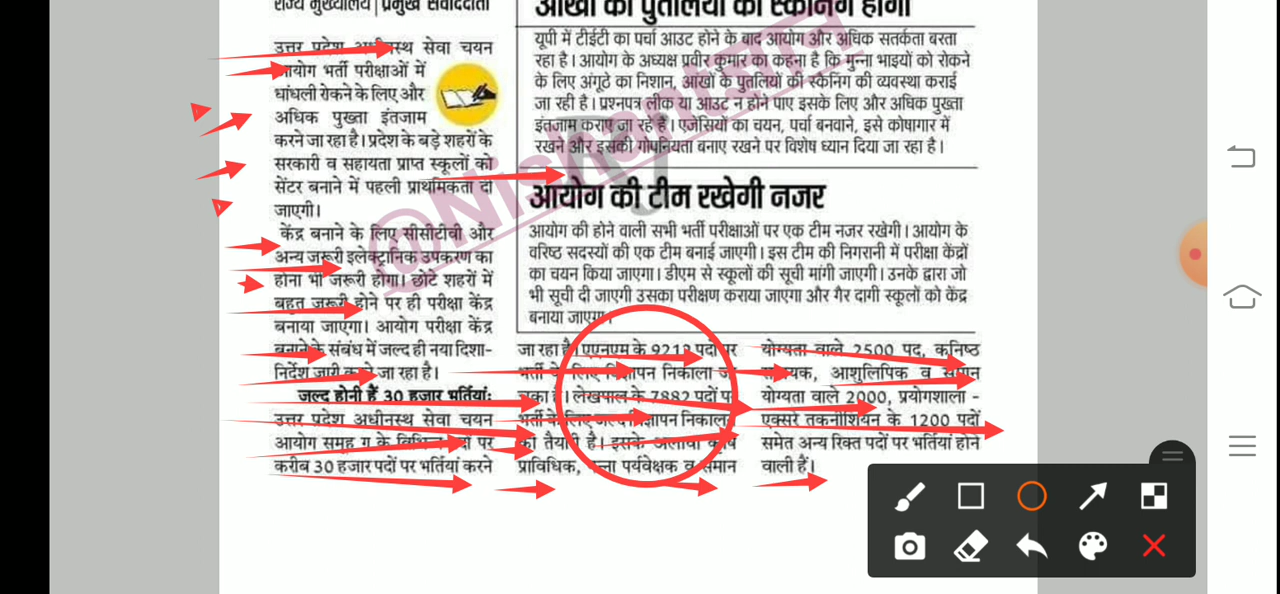 राज्य मुख्यालय | प्रमुख संवाददाता
उत्तर प्रदेश अधीनस्थ सेवा चयन
आयोग भर्ती परीक्षाओं में
धांधली रोकने के लिए और
अधिक पुख्ता इंतजाम
करने जा रहा है। प्रदेश के बड़े शहरों के
सरकारी व सहायता प्राप्त स्कूलों को
सेंटर बनाने में पहली प्राथमिकता दी
जाएगी।
केंद्र बनाने के लिए सीसीटीवी और
अन्य जरूरी इलेक्ट्रानिक उपकरण का
होना भी जरूरी होगा। छोटे शहरों में
बहुत जरूरी होने पर ही परीक्षा केंद्र
बनाया जाएगा। आयोग परीक्षा केंद्र
बनाने के संबंध में जल्द ही नया दिशा-
निर्देश जारी करने जा रहा है।
जल्द होनी हैं 30 हजार भर्तियां:
उत्तर प्रदेश अधीनस्थ सेवा चयन
आयोग समूह ग के विभिन्न पदों पर
करीब 30 हजार पदों पर भर्तियां करने
आंखों की पुतलियों की स्कैनिंग होगी
यूपी में टीईटी का पर्चा आउट होने के बाद आयोग और अधिक सतर्कता बरता
रहा है। आयोग के अध्यक्ष प्रवीर कुमार का कहना है कि मुन्ना भाइयों को रोकने
के लिए अंगूठे का निशान, आंखों के पुतलियों की स्कैनिंग की व्यवस्था कराई
जा रही है। प्रश्नपत्र लीक या आउट न होने पाए इसके लिए और अधिक पुख्ता
इंतजाम कराए जा रहे हैं। एजेंसियों का चयन, पर्चा बनवाने, इसे कोषागार में
रखने और इसकी गोपनियता बनाए रखने पर विशेष ध्यान दिया जा रहा है।
आयोग की टीम रखेगी नजर
आयोग की होने वाली सभी भर्ती परीक्षाओं पर एक टीम नजर रखेगी। आयोग के
वरिष्ठ सदस्यों की एक टीम बनाई जाएगी। इस टीम की निगरानी में परीक्षा केंद्रों
का चयन किया जाएगा। डीएम से स्कूलों की सूची मांगी जाएगी। उनके द्वारा जो
भी सूची दी जाएगी उसका परीक्षण कराया जाएगा और गैर दागी स्कूलों को केंद्र
बनाया जाएगा।
जा रहा है। एएनएम के 9212 पदों पर
भर्ती के लिए विज्ञापन निकाला जा
चुका है। लेखपाल के 7882 पदों पर
भर्ती के लिए जल्द विज्ञापन निकालने
की तैयारी है। इसके अलावा कृषि
प्राविधिक, गन्ना पर्यवेक्षक व समान
योग्यता वाले 2500 पद, कनिष्ठ
सहायक, आशुलिपिक व समान
योग्यता वाले 2000, प्रयोगशाला -
एक्सरे तकनीशियन के 1200 पदों
समेत अन्य रिक्त पदों पर भर्तियां होने
वाली हैं।
@Nishantज्ञान